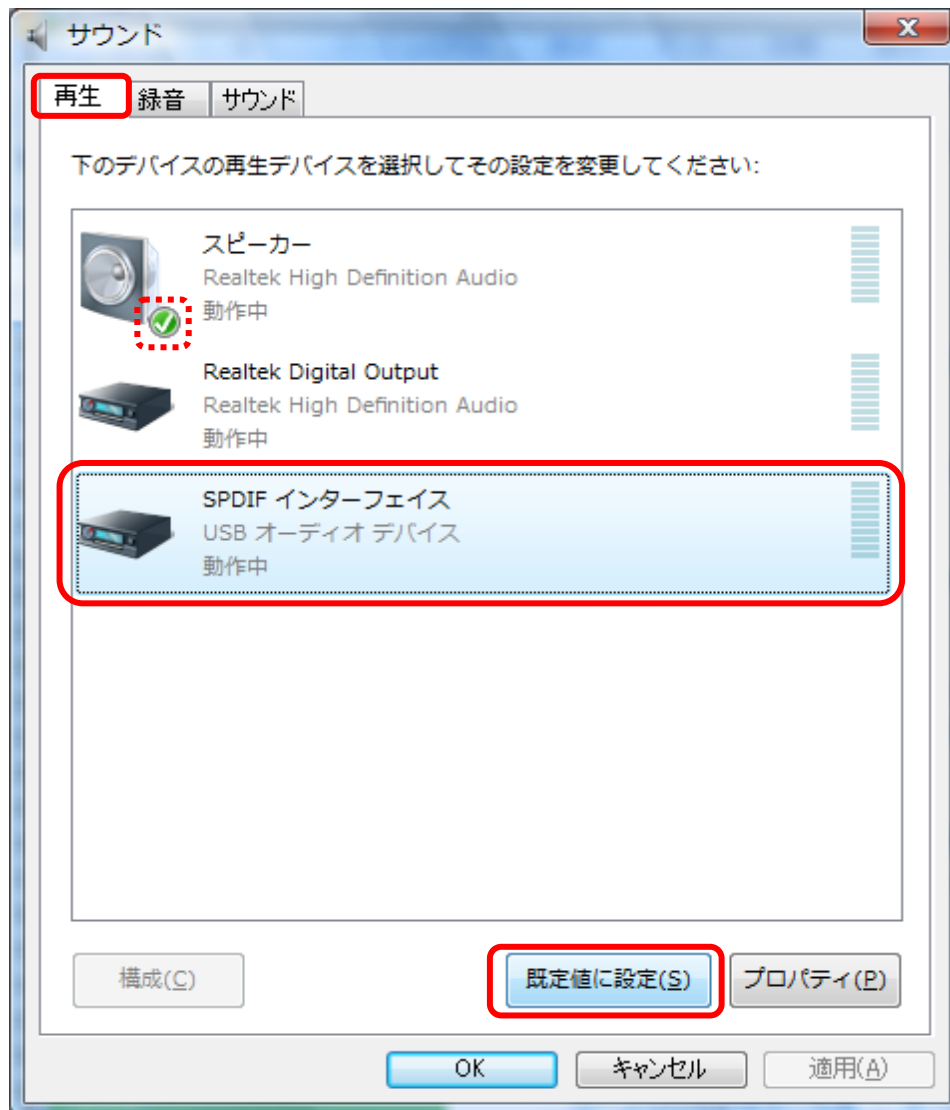 サウンド
再生 録音 サウンド
下のデバイスの再生デバイスを選択してその設定を変更してください:
スピーカー
Realtek High Definition Audio
動作中
Realtek Digital Output
Realtek High Definition Audio
動作中
SPDIF インターフェイス
USB オーディオ デバイス
動作中
構成(C) 既定値に設定(S) プロパティ(P)
OK キャンセル 適用(A)